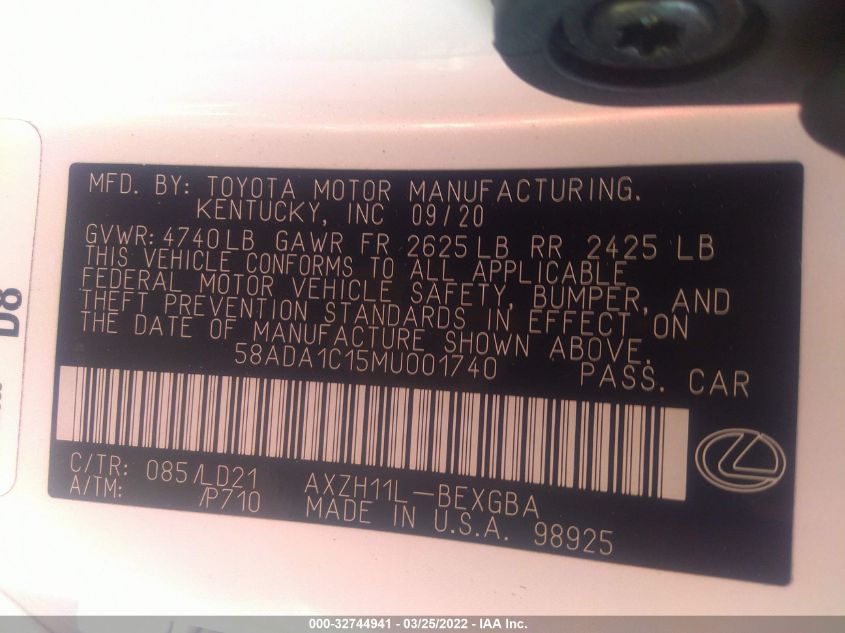 D8
MFD. BY: TOYOTA MOTOR MANUFACTURING.
KENTUCKY, INC 09/20
GVWR: 4740LB GAWR FR 2625LB RR 2425 LB
THIS VEHICLE CONFORMS TO ALL APPLICABLE
FEDERAL MOTOR VEHICLE SAFETY, BUMPER, AND
THEFT PREVENTION STANDARDS IN EFFECT ON
THE DATE OF MANUFACTURE SHOWN ABOVE.
58ADA1C15MU001740 PASS. CAR
C/TR: 085/LD21 AXZH11L-BEXGBA
A/TM: /P710 MADE IN U.S.A. 98925
000-32744941 - 03/25/2022 - IAA Inc.